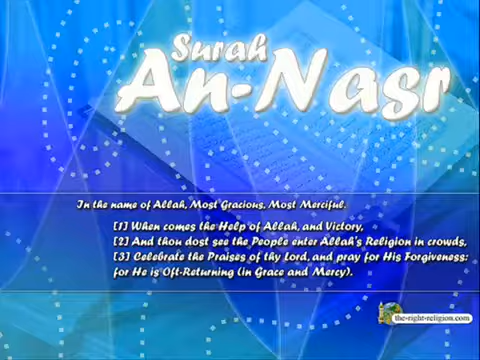 Surah
An-Nasr
In the name of Allah, Most Gracious, Most Merciful.
[1] When comes the Help of Allah, and Victory,
[2] And thou dost see the People enter Allah's Religion in crowds,
[3] Celebrate the Praises of thy Lord, and pray for His Forgiveness:
for He is Oft-Returning (in Grace and Mercy).
the-right-religion.com